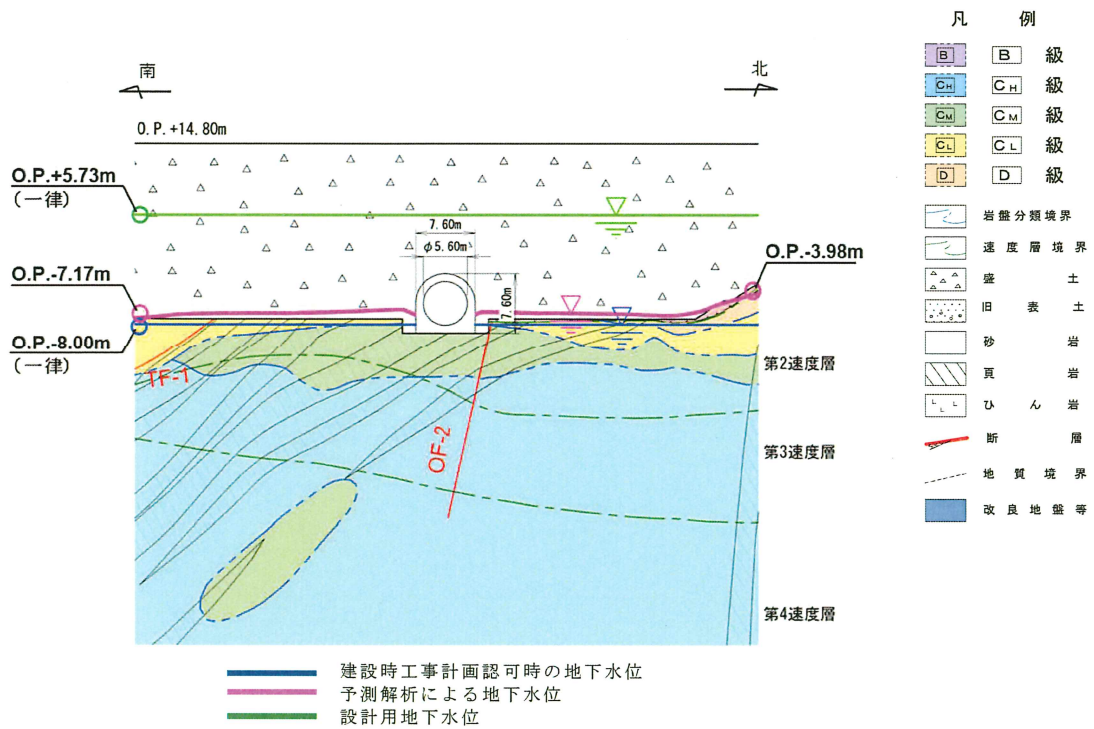 南
北
O.P.+14.80m
O.P.+5.73m
(一律)
7.60m
φ5.60m
7.60m
O.P.-3.98m
O.P.-7.17m
O.P.-8.00m
(一律)
TF-1
OF-2
第2速度層
第3速度層
第4速度層
建設時工事計画認可時の地下水位
予測解析による地下水位
設計用地下水位
凡 例
B B 級
CH CH 級
CM CM 級
CL CL 級
D D 級
岩盤分類境界
速度層境界
盛土
旧表土
砂岩
頁岩
ひん岩
断層
地質境界
改良地盤等